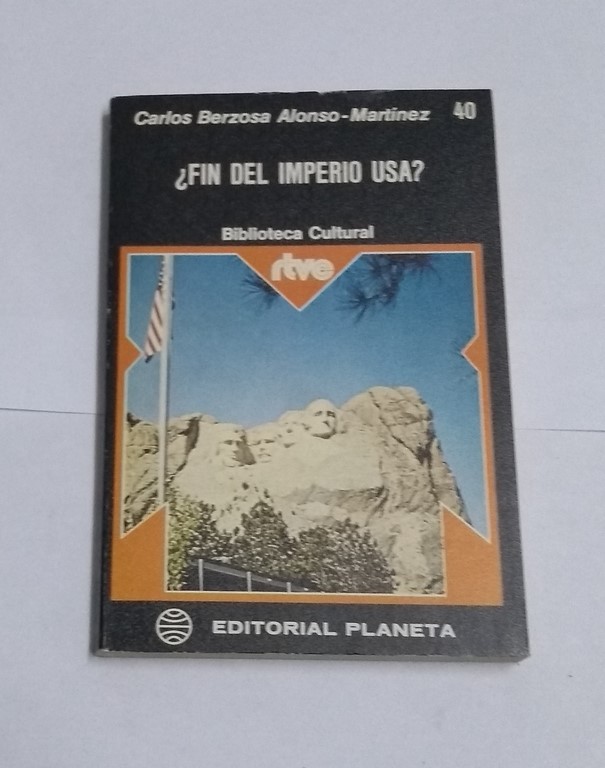 Carlos Berzosa Alonso-Martínez 40
¿FIN DEL IMPERIO USA?
Biblioteca Cultural
rtve
EDITORIAL PLANETA